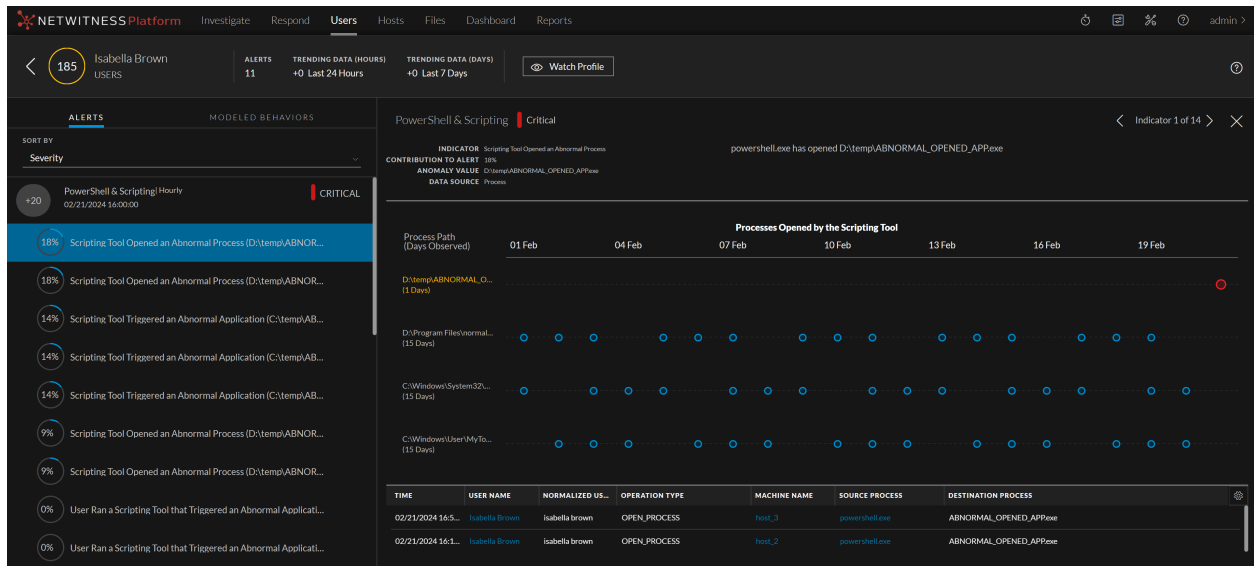 NETWITNESS Platform Investigate Respond Users Hosts Files Dashboard Reports admin >
185 Isabella Brown
USERS
ALERTS
11
TRENDING DATA (HOURS)
+0 Last 24 Hours
TRENDING DATA (DAYS)
+0 Last 7 Days
Watch Profile
ALERTS MODELED BEHAVIORS
SORT BY
Severity
+20 PowerShell & Scripting| Hourly CRITICAL
02/21/2024 16:00:00
18% Scripting Tool Opened an Abnormal Process (D:\temp\ABNOR...
18% Scripting Tool Opened an Abnormal Process (D:\temp\ABNOR...
14% Scripting Tool Triggered an Abnormal Application (C:\temp\AB...
14% Scripting Tool Triggered an Abnormal Application (C:\temp\AB...
14% Scripting Tool Triggered an Abnormal Application (C:\temp\AB...
9% Scripting Tool Opened an Abnormal Process (D:\temp\ABNOR...
9% Scripting Tool Opened an Abnormal Process (D:\temp\ABNOR...
0% User Ran a Scripting Tool that Triggered an Abnormal Applicati...
0% User Ran a Scripting Tool that Triggered an Abnormal Applicati...
PowerShell & Scripting Critical
Indicator 1 of 14
INDICATOR Scripting Tool Opened an Abnormal Process
CONTRIBUTION TO ALERT 18%
ANOMALY VALUE D:\temp\ABNORMAL_OPENED_APP.exe
DATA SOURCE Process
powershell.exe has opened D:\temp\ABNORMAL_OPENED_APP.exe
Processes Opened by the Scripting Tool
Process Path
(Days Observed)
01 Feb 04 Feb 07 Feb 10 Feb 13 Feb 16 Feb 19 Feb
D:\temp\ABNORMAL_O...
(1 Days)
D:\Program Files\normal...
(15 Days)
C:\Windows\System32\...
(15 Days)
C:\Windows\User\MyTo...
(15 Days)
TIME USER NAME NORMALIZED US... OPERATION TYPE MACHINE NAME SOURCE PROCESS DESTINATION PROCESS
02/21/2024 16:5... Isabella Brown isabella brown OPEN_PROCESS host_3 powershell.exe ABNORMAL_OPENED_APP.exe
02/21/2024 16:1... Isabella Brown isabella brown OPEN_PROCESS host_2 powershell.exe ABNORMAL_OPENED_APP.exe